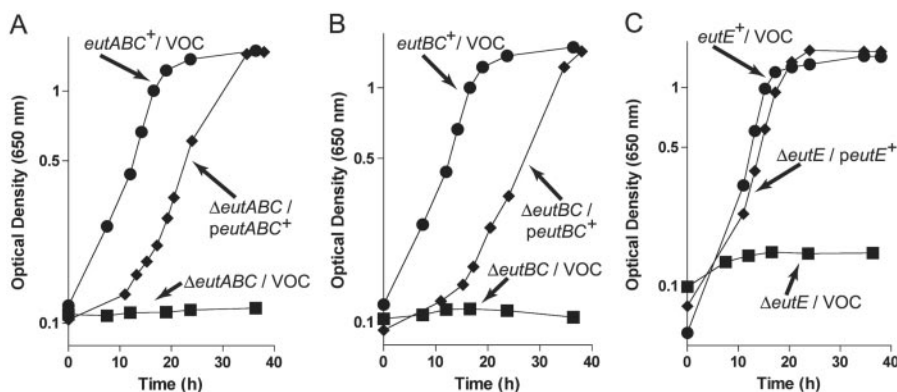 A
eutABC⁺/ VOC
Optical Density (650 nm)
1
0.5
0.1
ΔeutABC /
peutABC⁺
ΔeutABC / VOC
0 10 20 30 40
Time (h)
B
eutBC⁺/ VOC
Optical Density (650 nm)
1
0.5
0.1
ΔeutBC /
peutBC⁺
ΔeutBC / VOC
0 10 20 30 40
Time (h)
C
eutE⁺/ VOC
Optical Density (650 nm)
1
0.5
0.1
ΔeutE / peutE⁺
ΔeutE / VOC
0 10 20 30 40
Time (h)